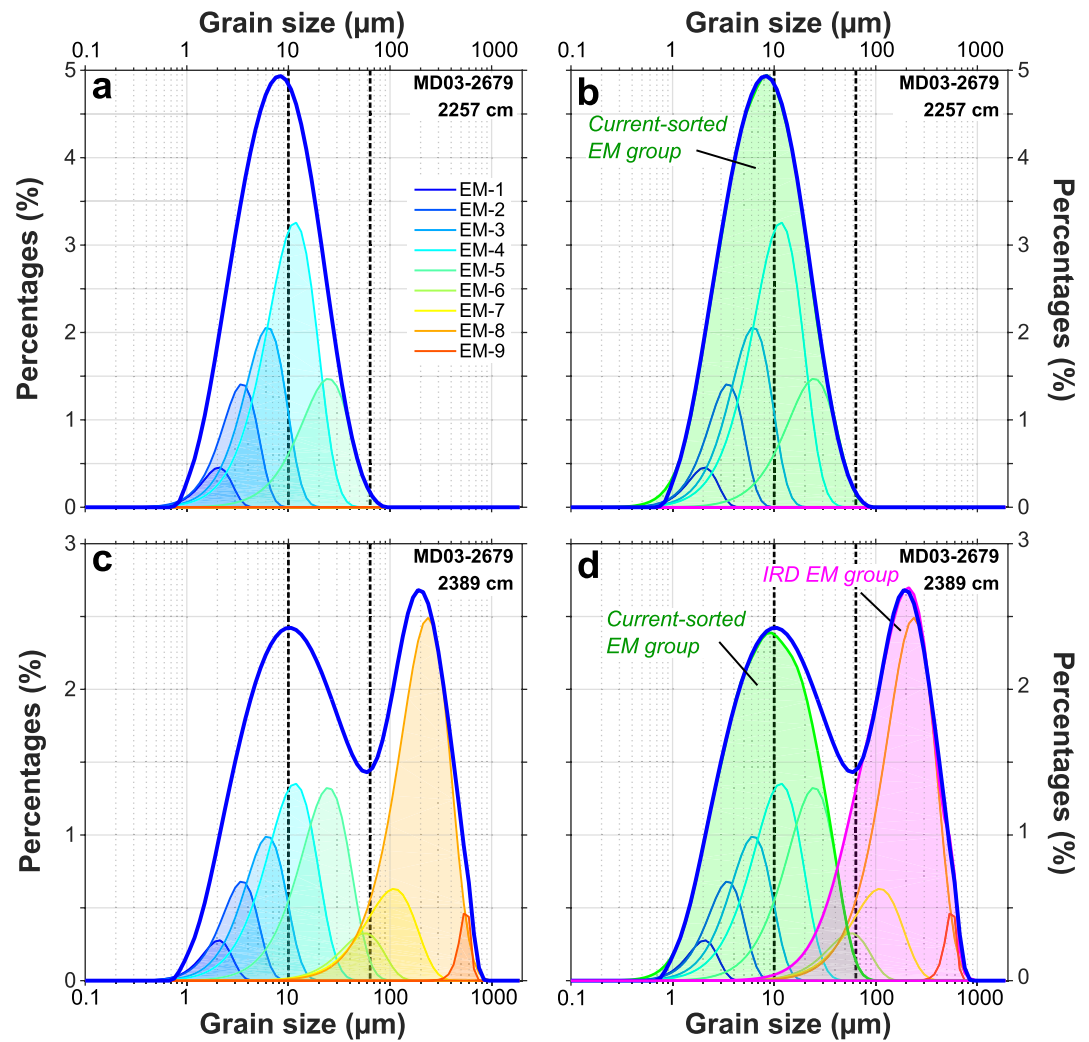 Grain size (µm)
Grain size (µm)
0.1 1 10 100 1000
0.1 1 10 100 1000
a
MD03-2679
2257 cm
b
MD03-2679
2257 cm
Current-sorted
EM group
5
4
3
2
1
0
Percentages (%)
EM-1
EM-2
EM-3
EM-4
EM-5
EM-6
EM-7
EM-8
EM-9
5
4
3
2
1
0
Percentages (%)
c
MD03-2679
2389 cm
d
MD03-2679
2389 cm
IRD EM group
Current-sorted
EM group
3
2
1
0
Percentages (%)
3
2
1
0
Percentages (%)
0.1 1 10 100 1000
0.1 1 10 100 1000
Grain size (µm)
Grain size (µm)